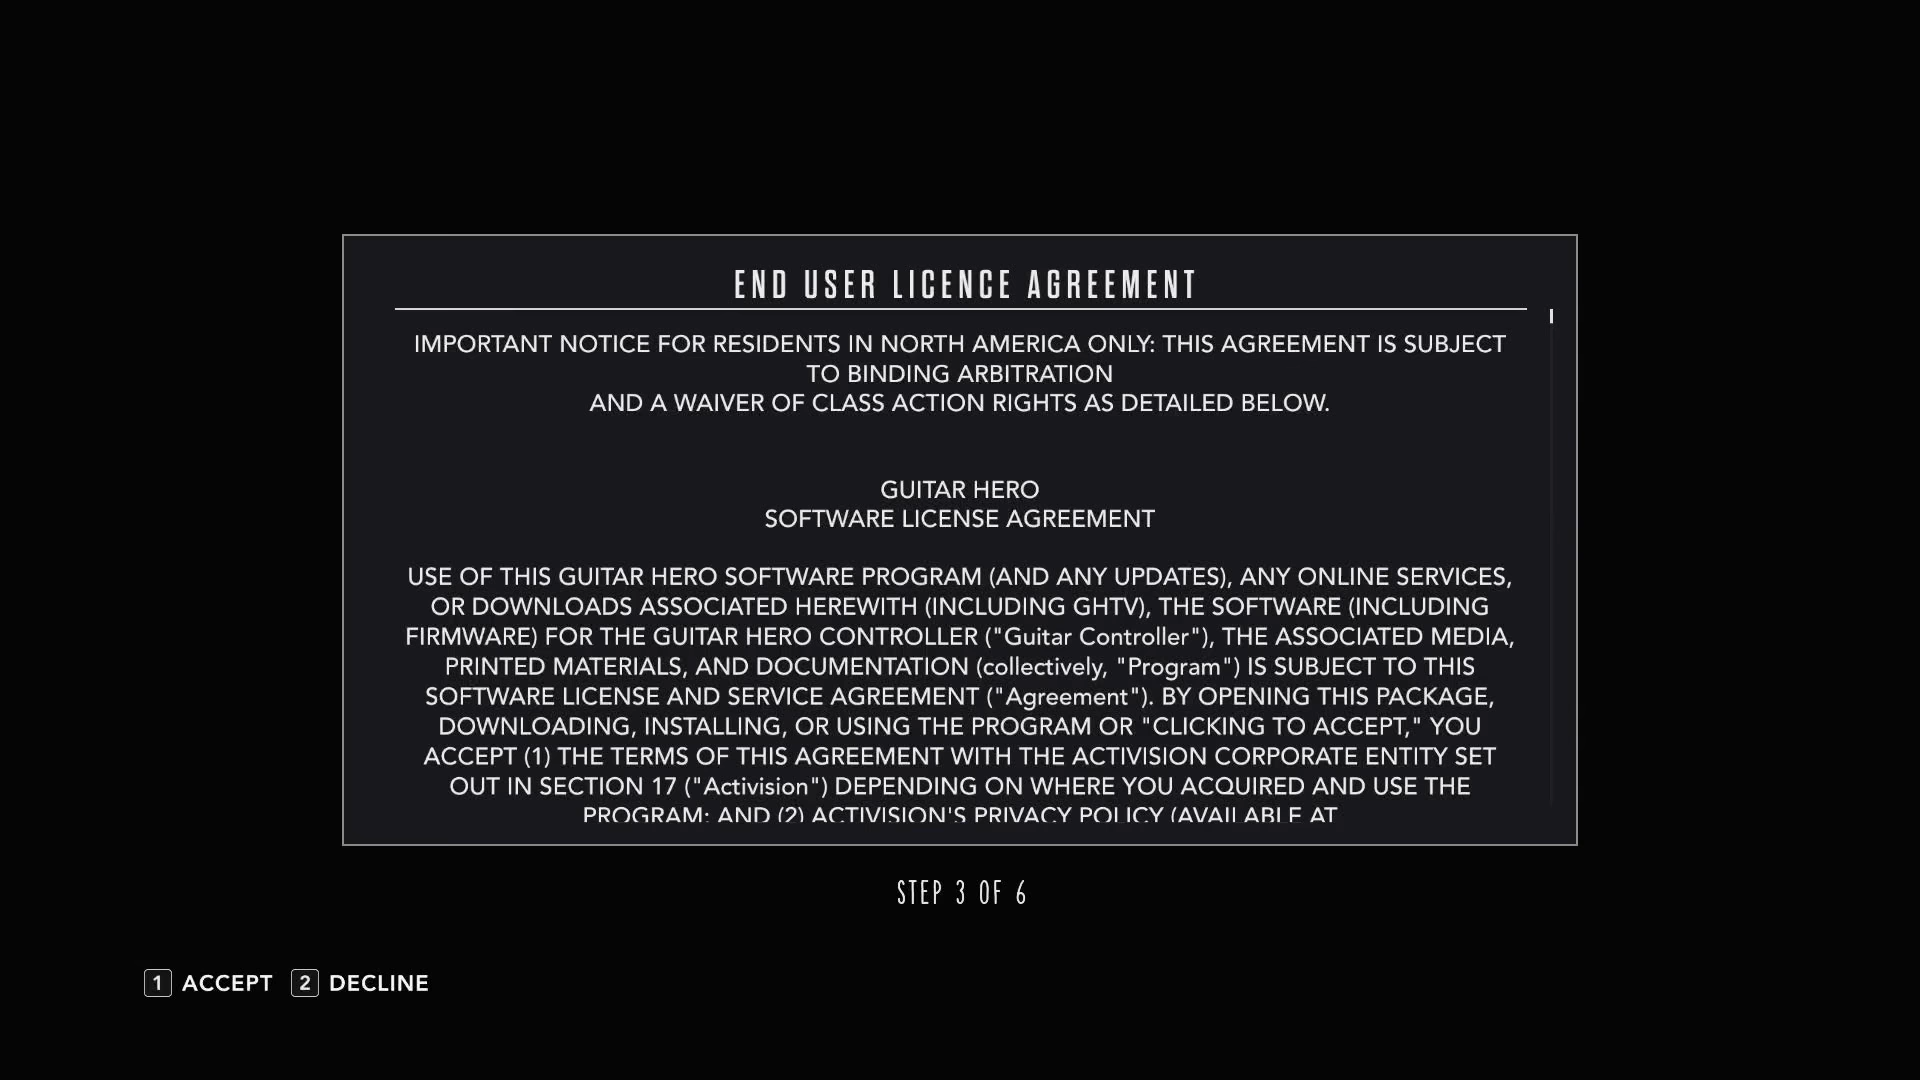 END USER LICENCE AGREEMENT
IMPORTANT NOTICE FOR RESIDENTS IN NORTH AMERICA ONLY: THIS AGREEMENT IS SUBJECT
TO BINDING ARBITRATION
AND A WAIVER OF CLASS ACTION RIGHTS AS DETAILED BELOW.
GUITAR HERO
SOFTWARE LICENSE AGREEMENT
USE OF THIS GUITAR HERO SOFTWARE PROGRAM (AND ANY UPDATES), ANY ONLINE SERVICES,
OR DOWNLOADS ASSOCIATED HEREWITH (INCLUDING GHTV), THE SOFTWARE (INCLUDING
FIRMWARE) FOR THE GUITAR HERO CONTROLLER ("Guitar Controller"), THE ASSOCIATED MEDIA,
PRINTED MATERIALS, AND DOCUMENTATION (collectively, "Program") IS SUBJECT TO THIS
SOFTWARE LICENSE AND SERVICE AGREEMENT ("Agreement"). BY OPENING THIS PACKAGE,
DOWNLOADING, INSTALLING, OR USING THE PROGRAM OR "CLICKING TO ACCEPT," YOU
ACCEPT (1) THE TERMS OF THIS AGREEMENT WITH THE ACTIVISION CORPORATE ENTITY SET
OUT IN SECTION 17 ("Activision") DEPENDING ON WHERE YOU ACQUIRED AND USE THE
PROGRAM; AND (2) ACTIVISION'S PRIVACY POLICY (AVAILABLE AT
STEP 3 OF 6
1 ACCEPT 2 DECLINE